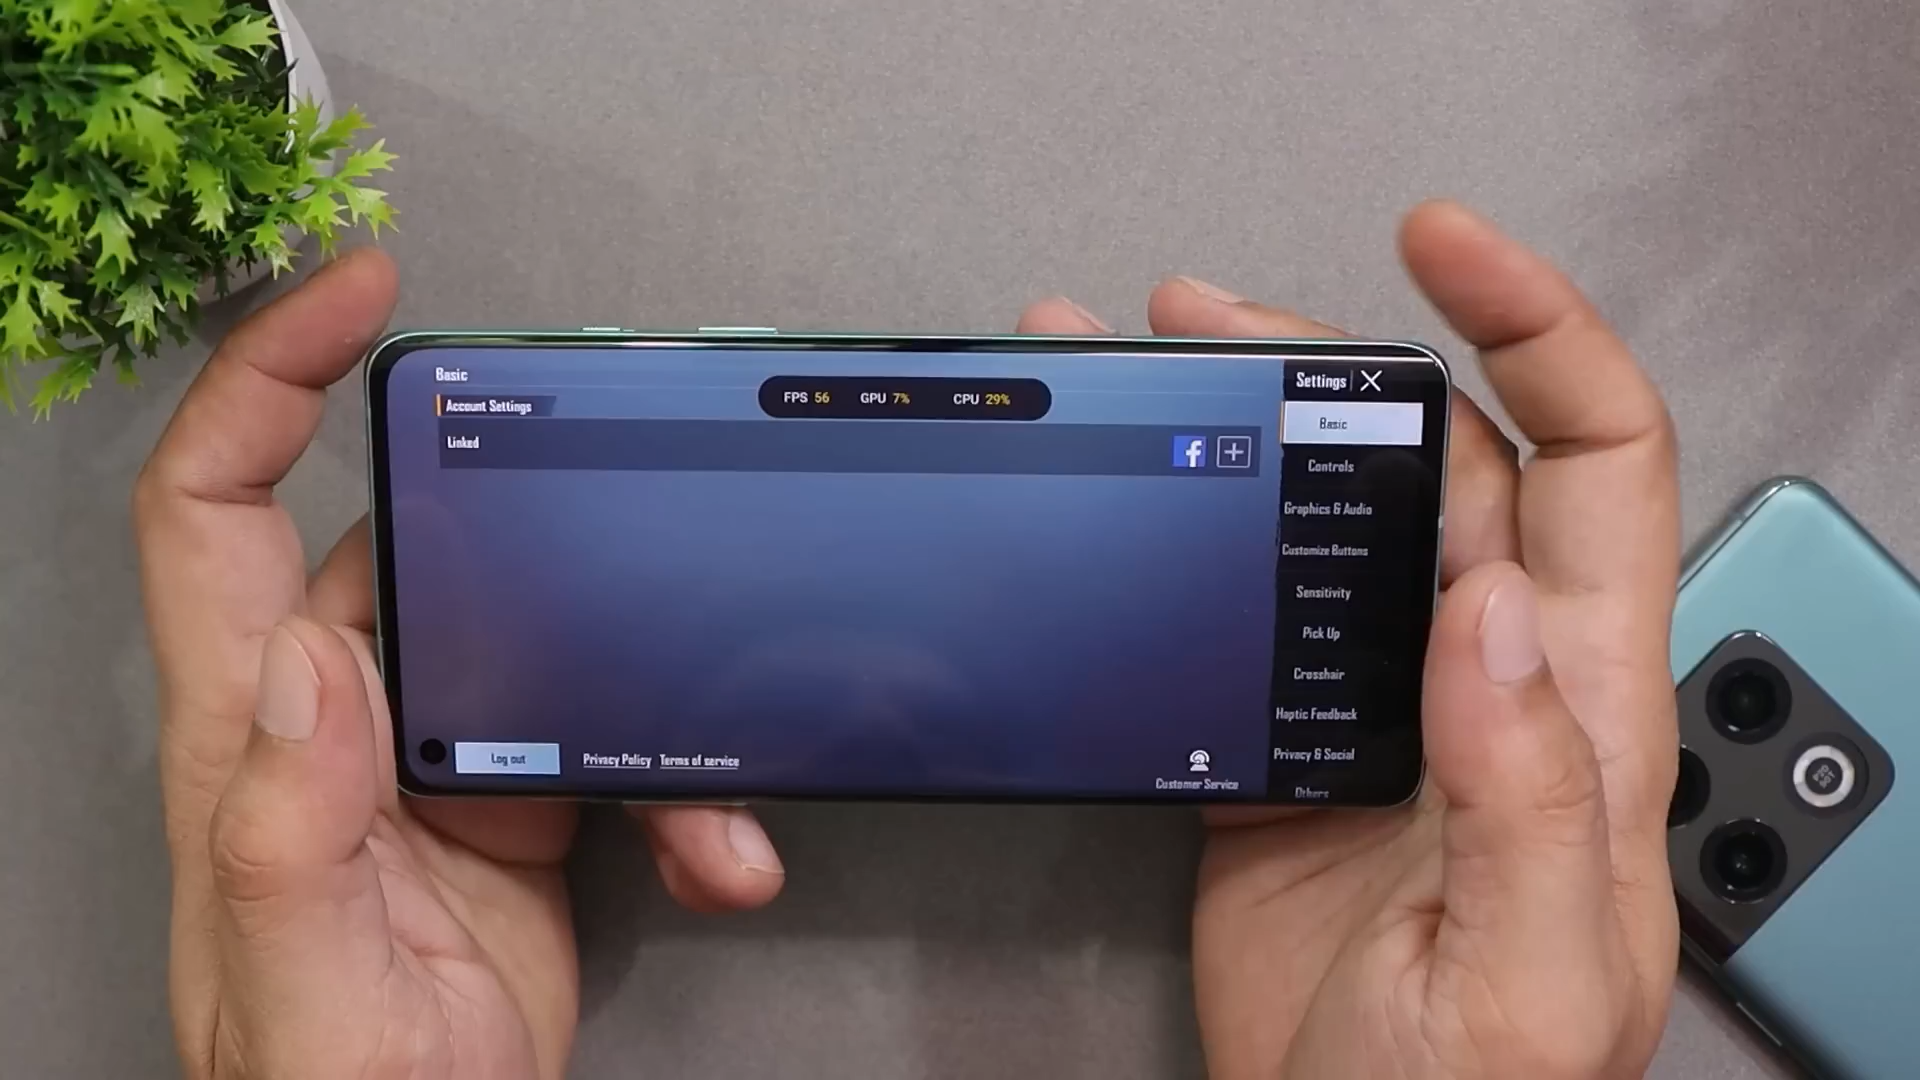 Basic
Account Settings
Linked
FPS 56 GPU 7% CPU 29%
Settings
Basic
Controls
Graphics & Audio
Customize Buttons
Sensitivity
Pick Up
Crosshair
Haptic Feedback
Privacy & Social
Others
Log out
Privacy Policy
Terms of service
Customer Service